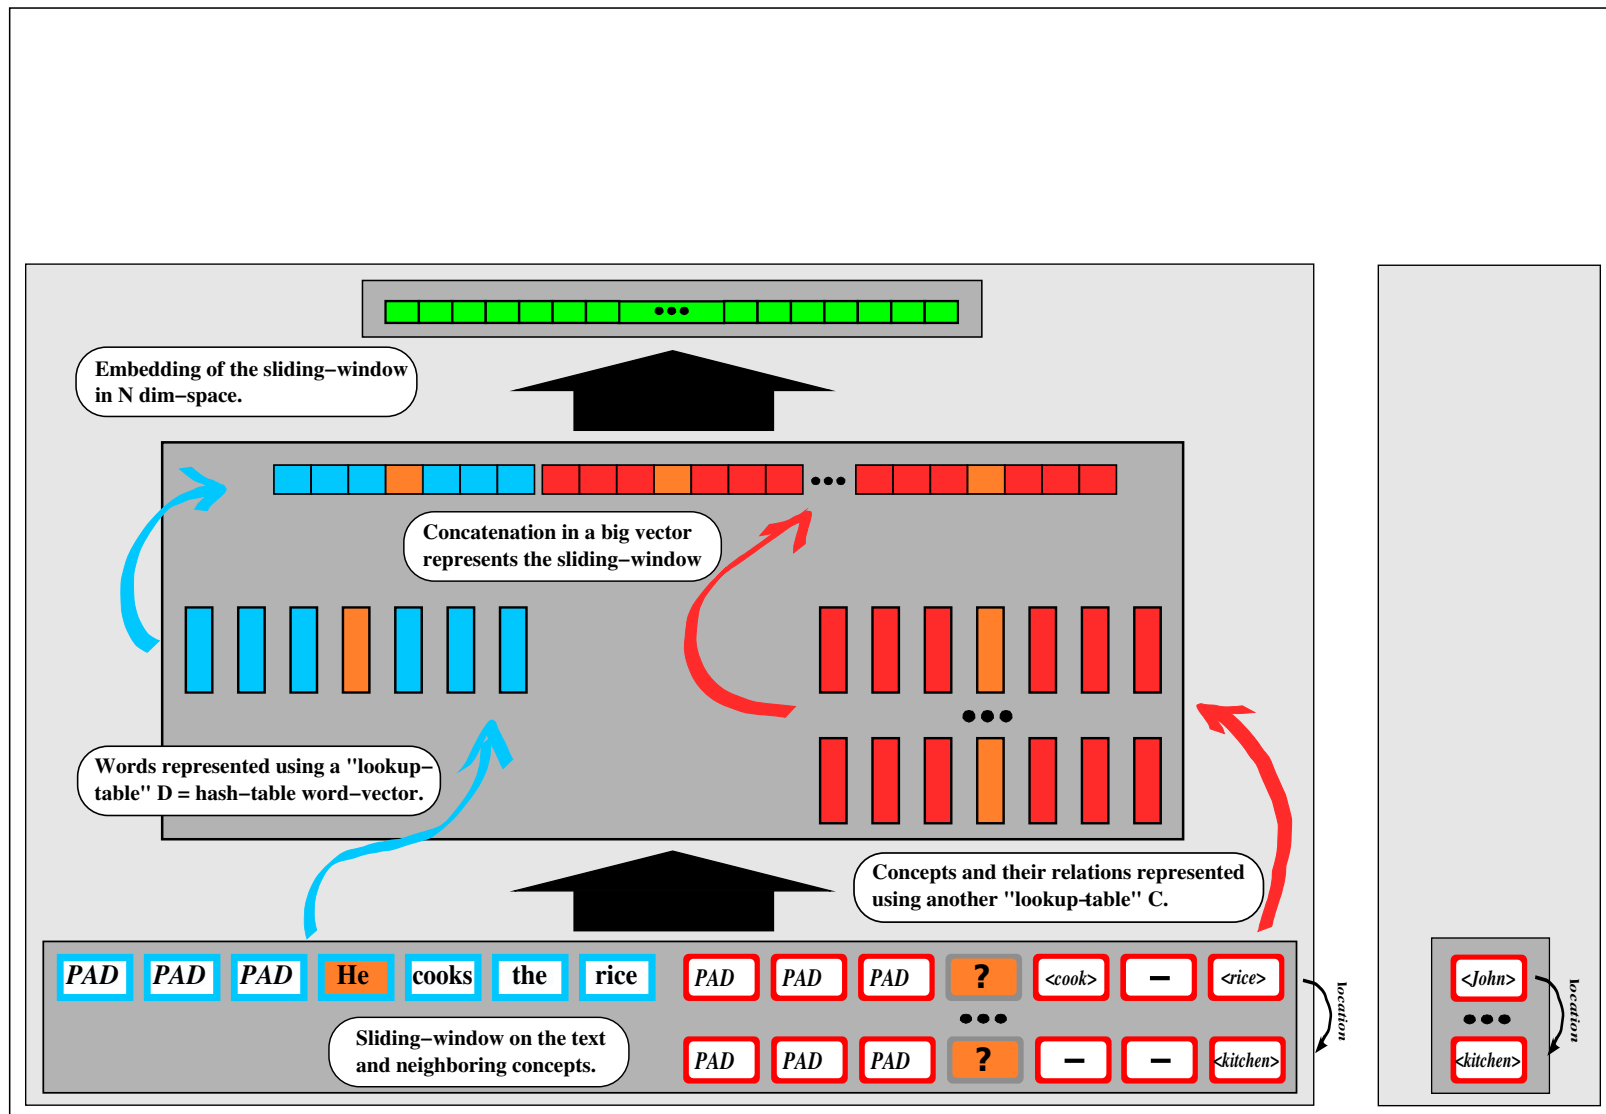 Embedding of the sliding-window
in N dim-space.
Concatenation in a big vector
represents the sliding-window
Words represented using a "lookup-
table" D = hash-table word-vector.
Concepts and their relations represented
using another "lookup-table" C.
PAD PAD PAD He cooks the rice PAD PAD PAD ? <cook> – <rice>
location
<John>
location
Sliding-window on the text
and neighboring concepts.
PAD PAD PAD ? – – <kitchen>
<kitchen>